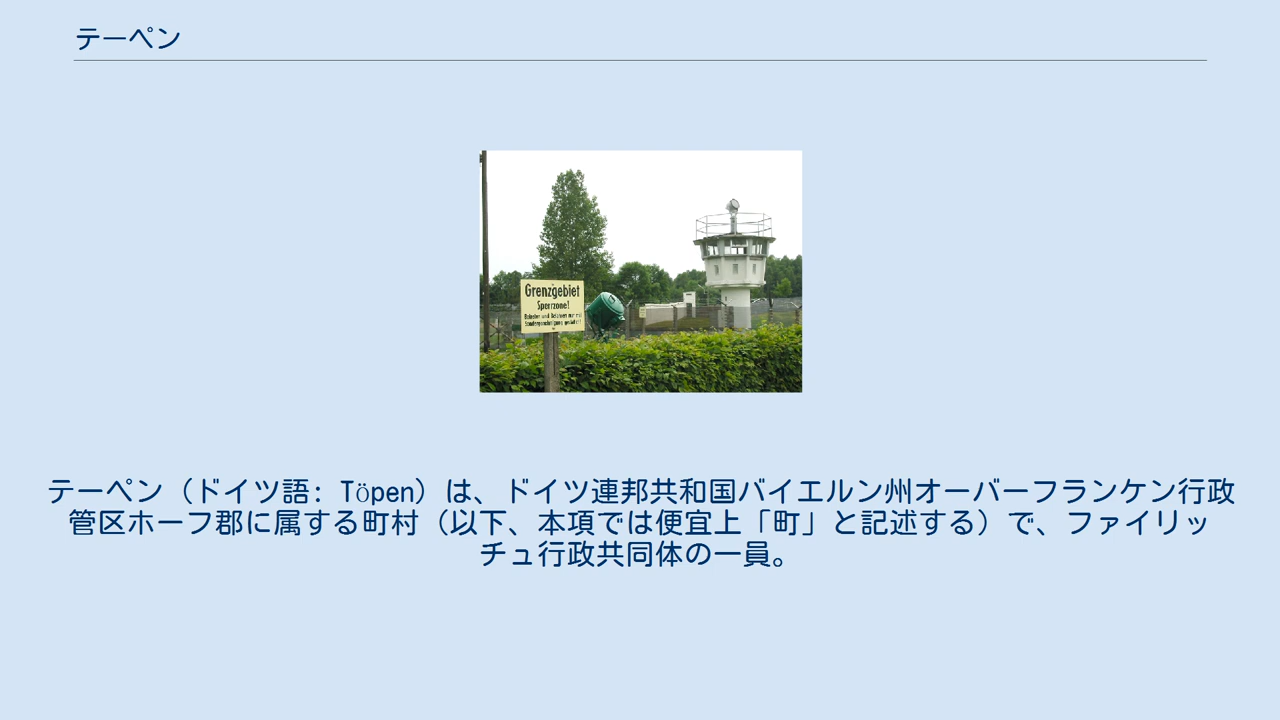 テーペン
Grenzgebiet
Sperrzone!
テーペン（ドイツ語: Töpen）は、ドイツ連邦共和国バイエルン州オーバーフランケン行政
管区ホーフ郡に属する町村（以下、本項では便宜上「町」と記述する）で、ファイリッ
チュ行政共同体の一員。